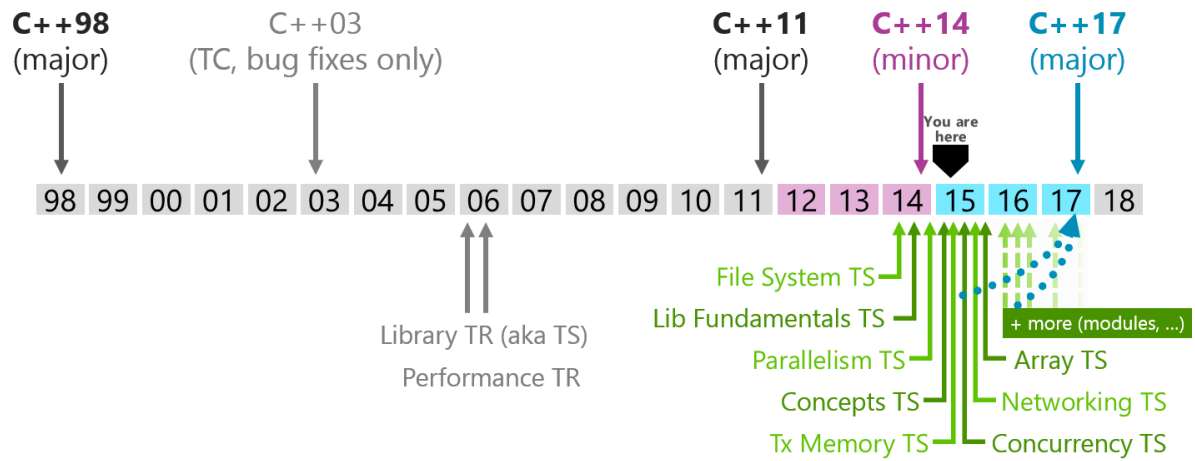 C++98
(major)
C++03
(TC, bug fixes only)
C++11
(major)
C++14
(minor)
C++17
(major)
You are
here
98 99 00 01 02 03 04 05 06 07 08 09 10 11 12 13 14 15 16 17 18
File System TS
Lib Fundamentals TS
+ more (modules, ...)
Library TR (aka TS)
Parallelism TS
Array TS
Performance TR
Concepts TS
Networking TS
Tx Memory TS
Concurrency TS